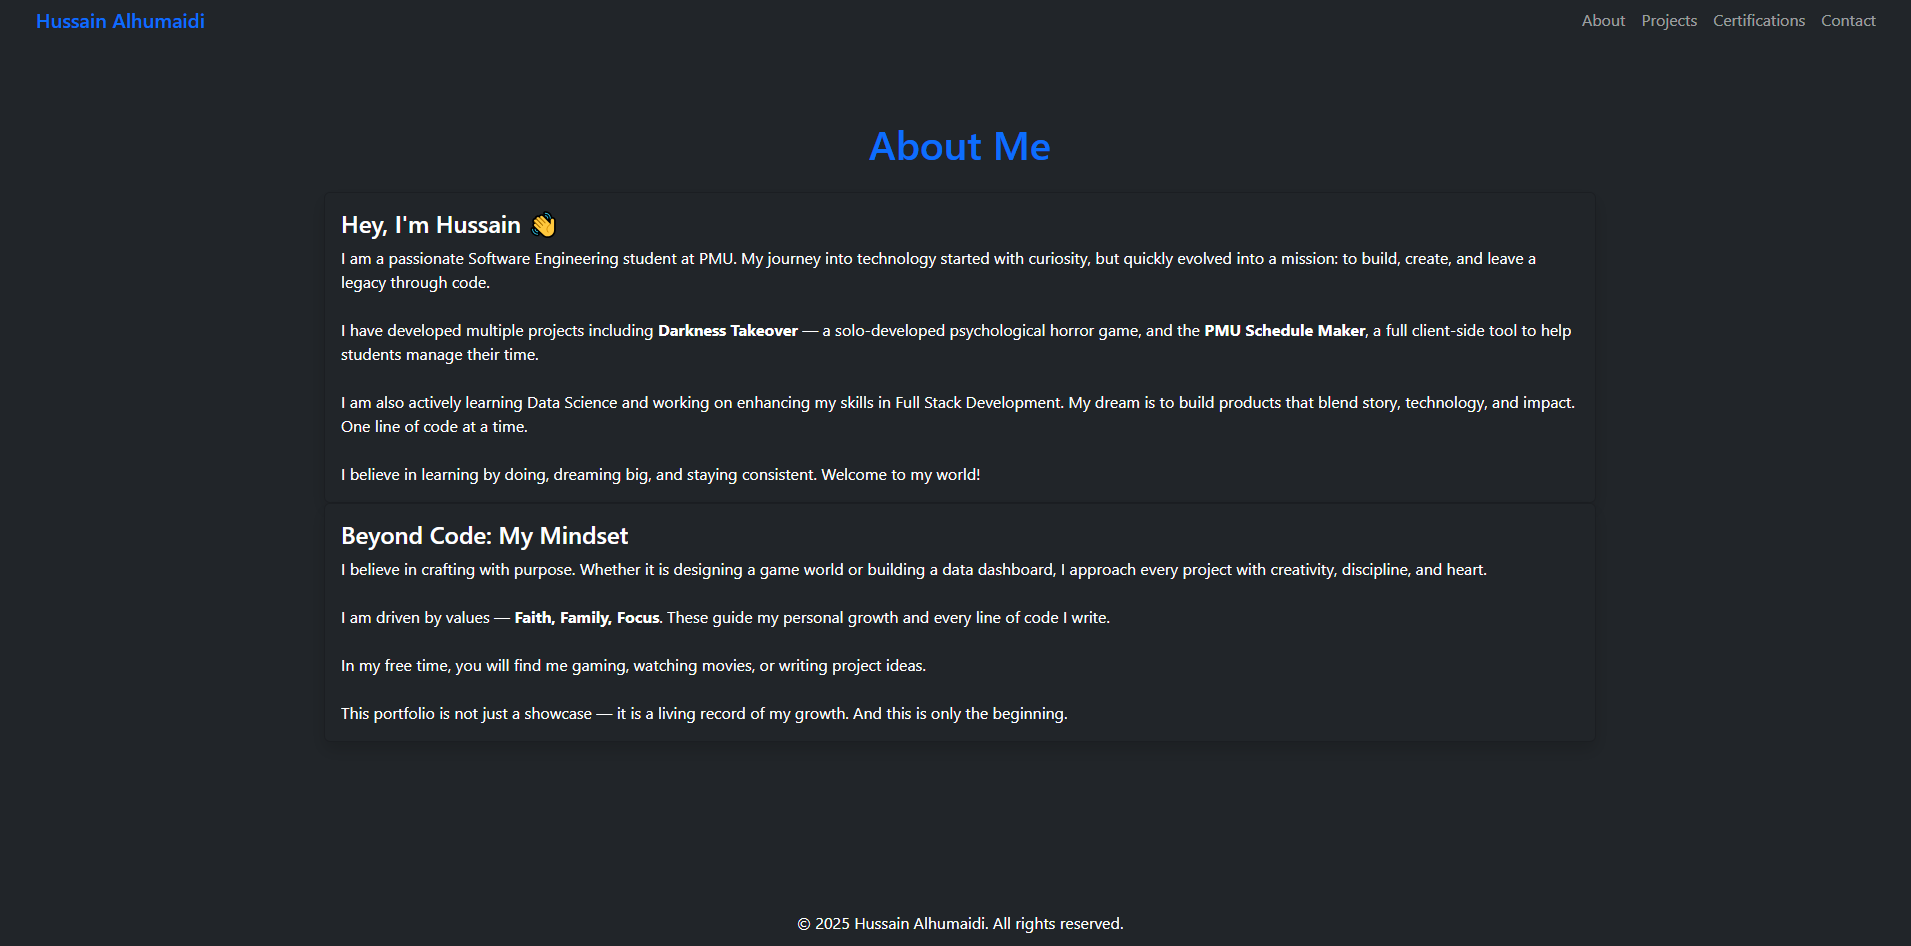 Hussain Alhumaidi
About Projects Certifications Contact
About Me
Hey, I'm Hussain 👋
I am a passionate Software Engineering student at PMU. My journey into technology started with curiosity, but quickly evolved into a mission: to build, create, and leave a
legacy through code.
I have developed multiple projects including Darkness Takeover — a solo-developed psychological horror game, and the PMU Schedule Maker, a full client-side tool to help
students manage their time.
I am also actively learning Data Science and working on enhancing my skills in Full Stack Development. My dream is to build products that blend story, technology, and impact.
One line of code at a time.
I believe in learning by doing, dreaming big, and staying consistent. Welcome to my world!
Beyond Code: My Mindset
I believe in crafting with purpose. Whether it is designing a game world or building a data dashboard, I approach every project with creativity, discipline, and heart.
I am driven by values — Faith, Family, Focus. These guide my personal growth and every line of code I write.
In my free time, you will find me gaming, watching movies, or writing project ideas.
This portfolio is not just a showcase — it is a living record of my growth. And this is only the beginning.
© 2025 Hussain Alhumaidi. All rights reserved.